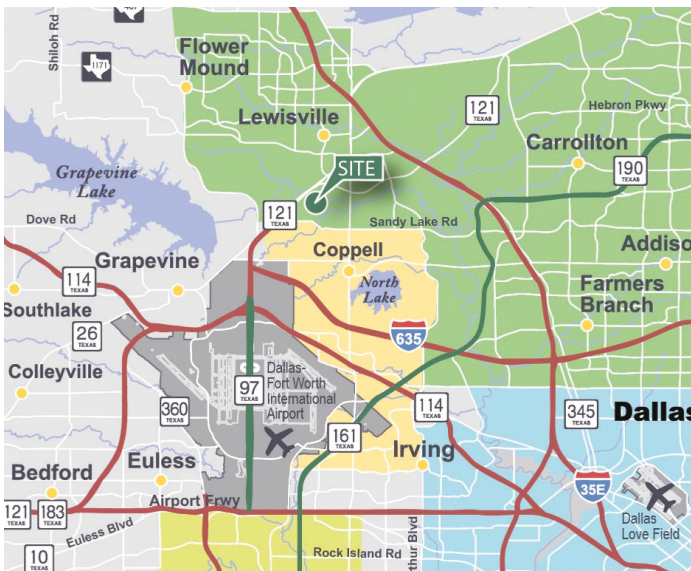 407
Shiloh Rd
1171
TEXAS
Flower
Mound
Lewisville
121
TEXAS
Hebron Pkwy
Carrollton
190
TEXAS
SITE
Grapevine
Lake
Dove Rd
121
TEXAS
Sandy Lake Rd
Coppell
Addiso
Grapevine
114
TEXAS
North
Lake
Farmers
Branch
Southlake
26
TEXAS
635
Colleyville
Dallas-
Fort Worth
International
Airport
97
TEXAS
360
TEXAS
114
TEXAS
345
TEXAS
Dallas
161
TEXAS
Irving
Bedford
Euless
35E
Airport Frwy
121
TEXAS
183
TEXAS
Euless Blvd
Dallas
Love Field
10
TEXAS
Rock Island Rd
rthur Blvd